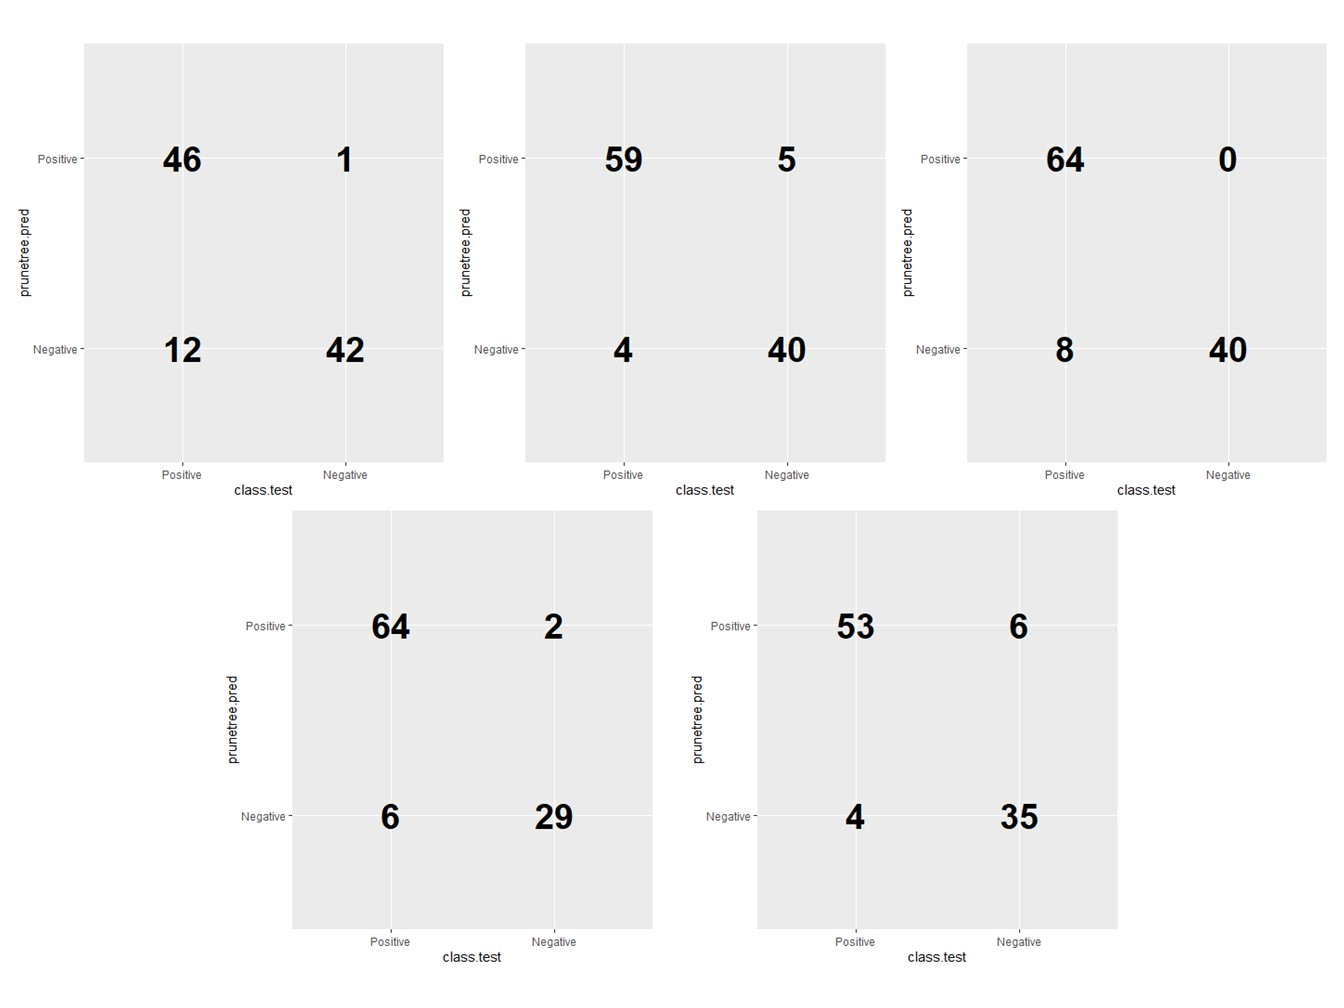 Positive 46 1
prunetree.pred
Negative 12 42
Positive Negative
class.test
Positive 59 5
prunetree.pred
Negative 4 40
Positive Negative
class.test
Positive 64 0
prunetree.pred
Negative 8 40
Positive Negative
class.test
Positive 64 2
prunetree.pred
Negative 6 29
Positive Negative
class.test
Positive 53 6
prunetree.pred
Negative 4 35
Positive Negative
class.test